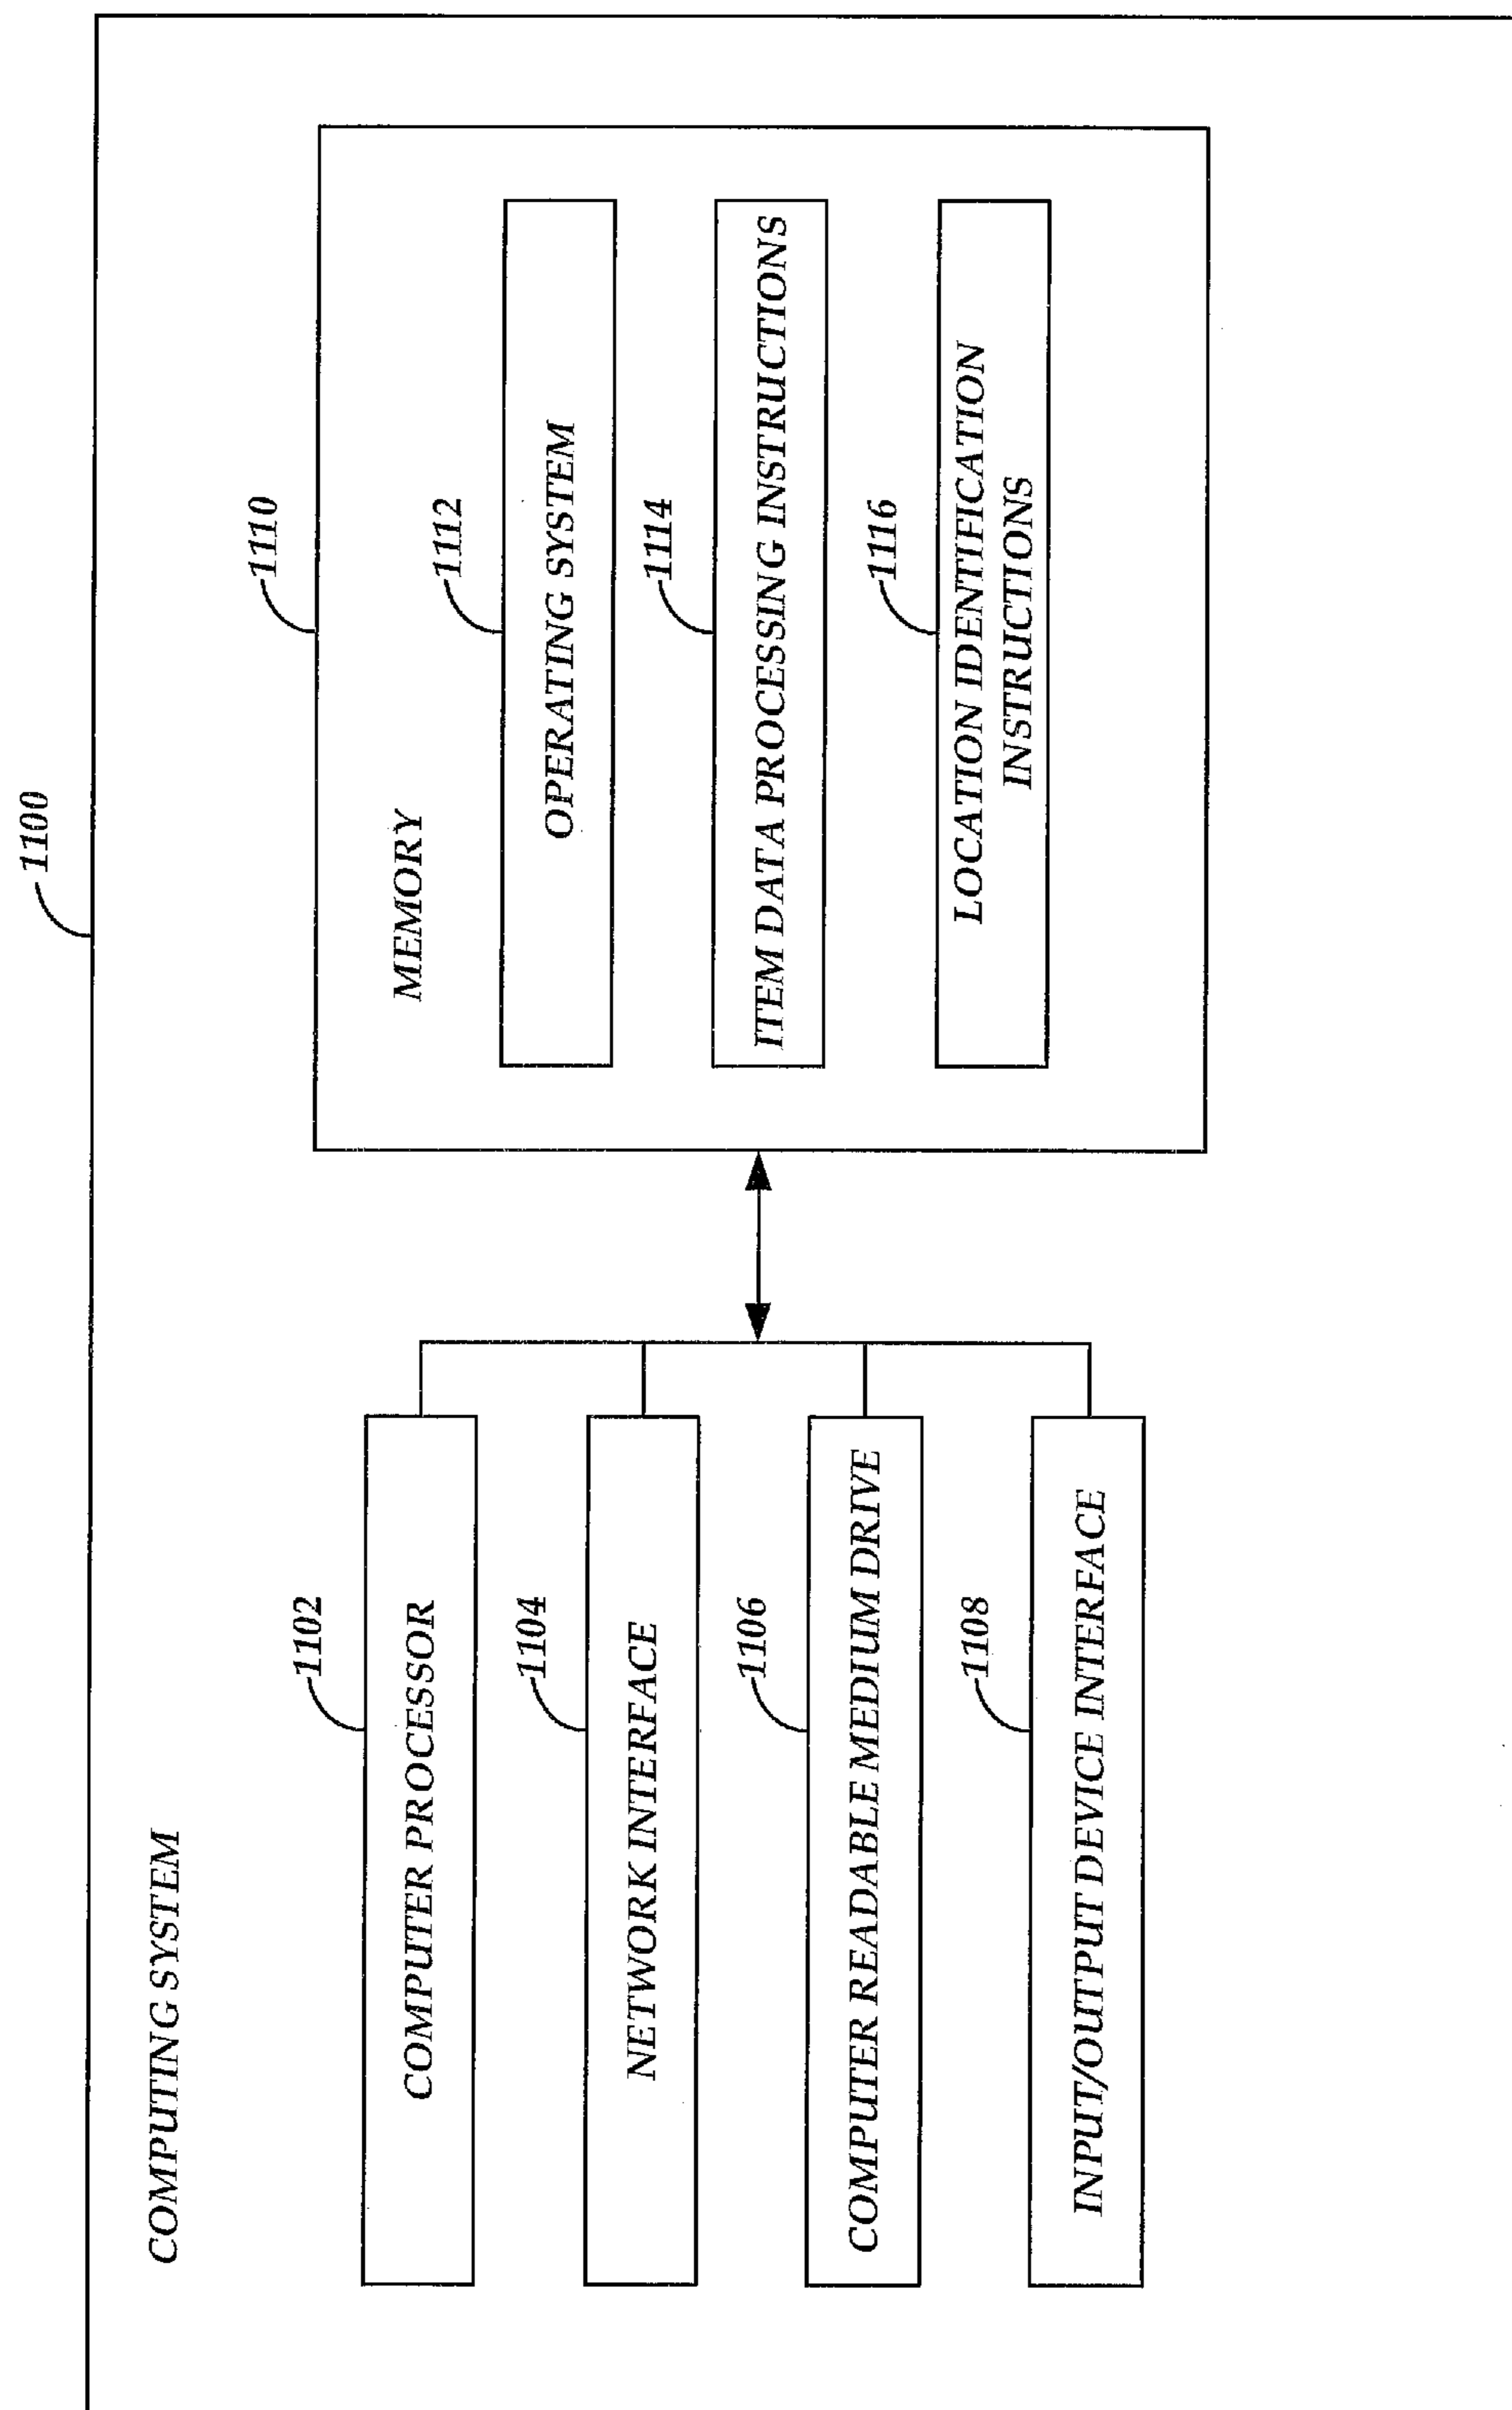 1100
COMPUTING SYSTEM
1102
COMPUTER PROCESSOR
1104
NETWORK INTERFACE
1106
COMPUTER READABLE MEDIUM DRIVE
1108
INPUT/OUTPUT DEVICE INTERFACE
1110
MEMORY
1112
OPERATING SYSTEM
1114
ITEM DATA PROCESSING INSTRUCTIONS
1116
LOCATION IDENTIFICATION
INSTRUCTIONS